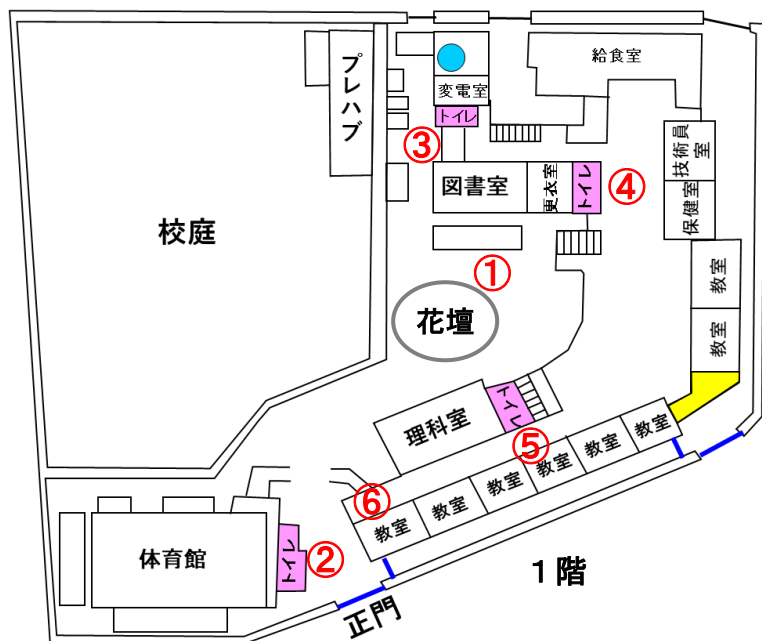 給食室
プレハブ
変電室
トイレ
③
技術員室
図書室
更衣室
トイレ
④
保健室
校庭
①
教室
花壇
教室
トイレ
理科室
教室
⑤
教室
教室
教室
⑥
教室
教室
体育館
トイレ
②
1階
正門